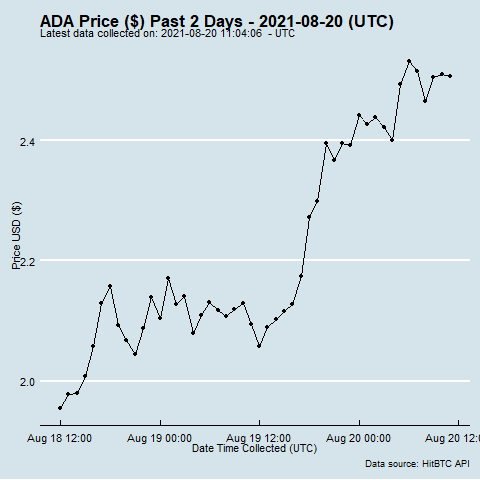 ADA Price ($) Past 2 Days - 2021-08-20 (UTC)
Latest data collected on: 2021-08-20 11:04:06 - UTC
Price USD ($)
2.4
2.2
2.0
Aug 18 12:00 Aug 19 00:00 Aug 19 12:00 Aug 20 00:00 Aug 20 12:0
Date Time Collected (UTC)
Data source: HitBTC API